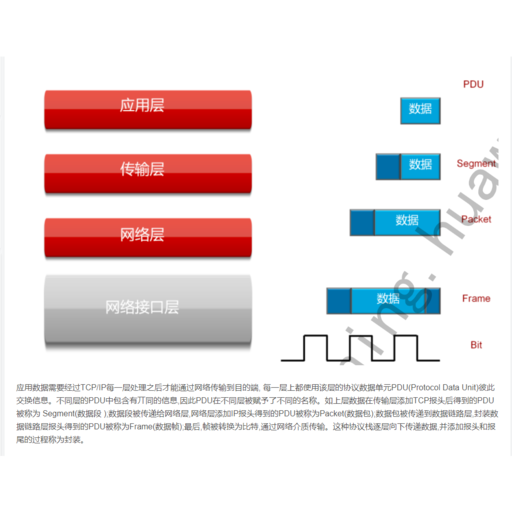 PDU
应用层
数据
传输层
数据
Segment
网络层
数据
Packet
网络接口层
数据
Frame
Bit
ning.huaw
应用数据需要经过TCP/IP每一层处理之后才能通过网络传输到目的端, 每一层上都使用该层的协议数据单元PDU(Protocol Data Unit)彼此
交换信息。不同层的PDU中包含有不同的信息,因此PDU在不同层被赋予了不同的名称。如上层数据在传输层添加TCP报头后得到的PDU
被称为 Segment(数据段 );数据段被传递给网络层,网络层添加IP报头得到的PDU被称为Packet(数据包);数据包被传递到数据链路层,封装数
据链路层报头得到的PDU被称为Frame(数据帧);最后,帧被转换为比特,通过网络介质传输。这种协议栈逐层向下传递数据,并添加报头和报
尾的过程称为封装。